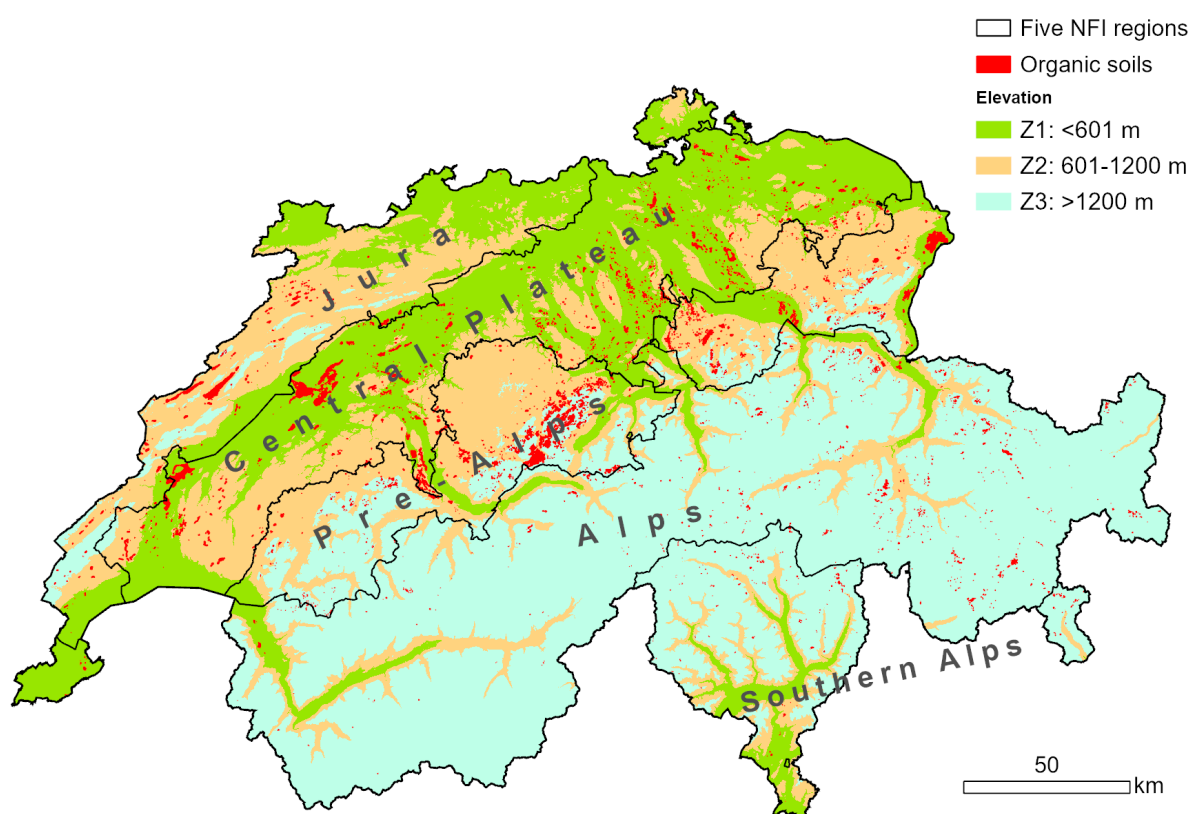 Five NFI regions
Organic soils
Elevation
Z1: <601 m
Z2: 601-1200 m
Z3: >1200 m
Jura
Central Plateau
Pre-Alps
Alps
Southern Alps
50
km